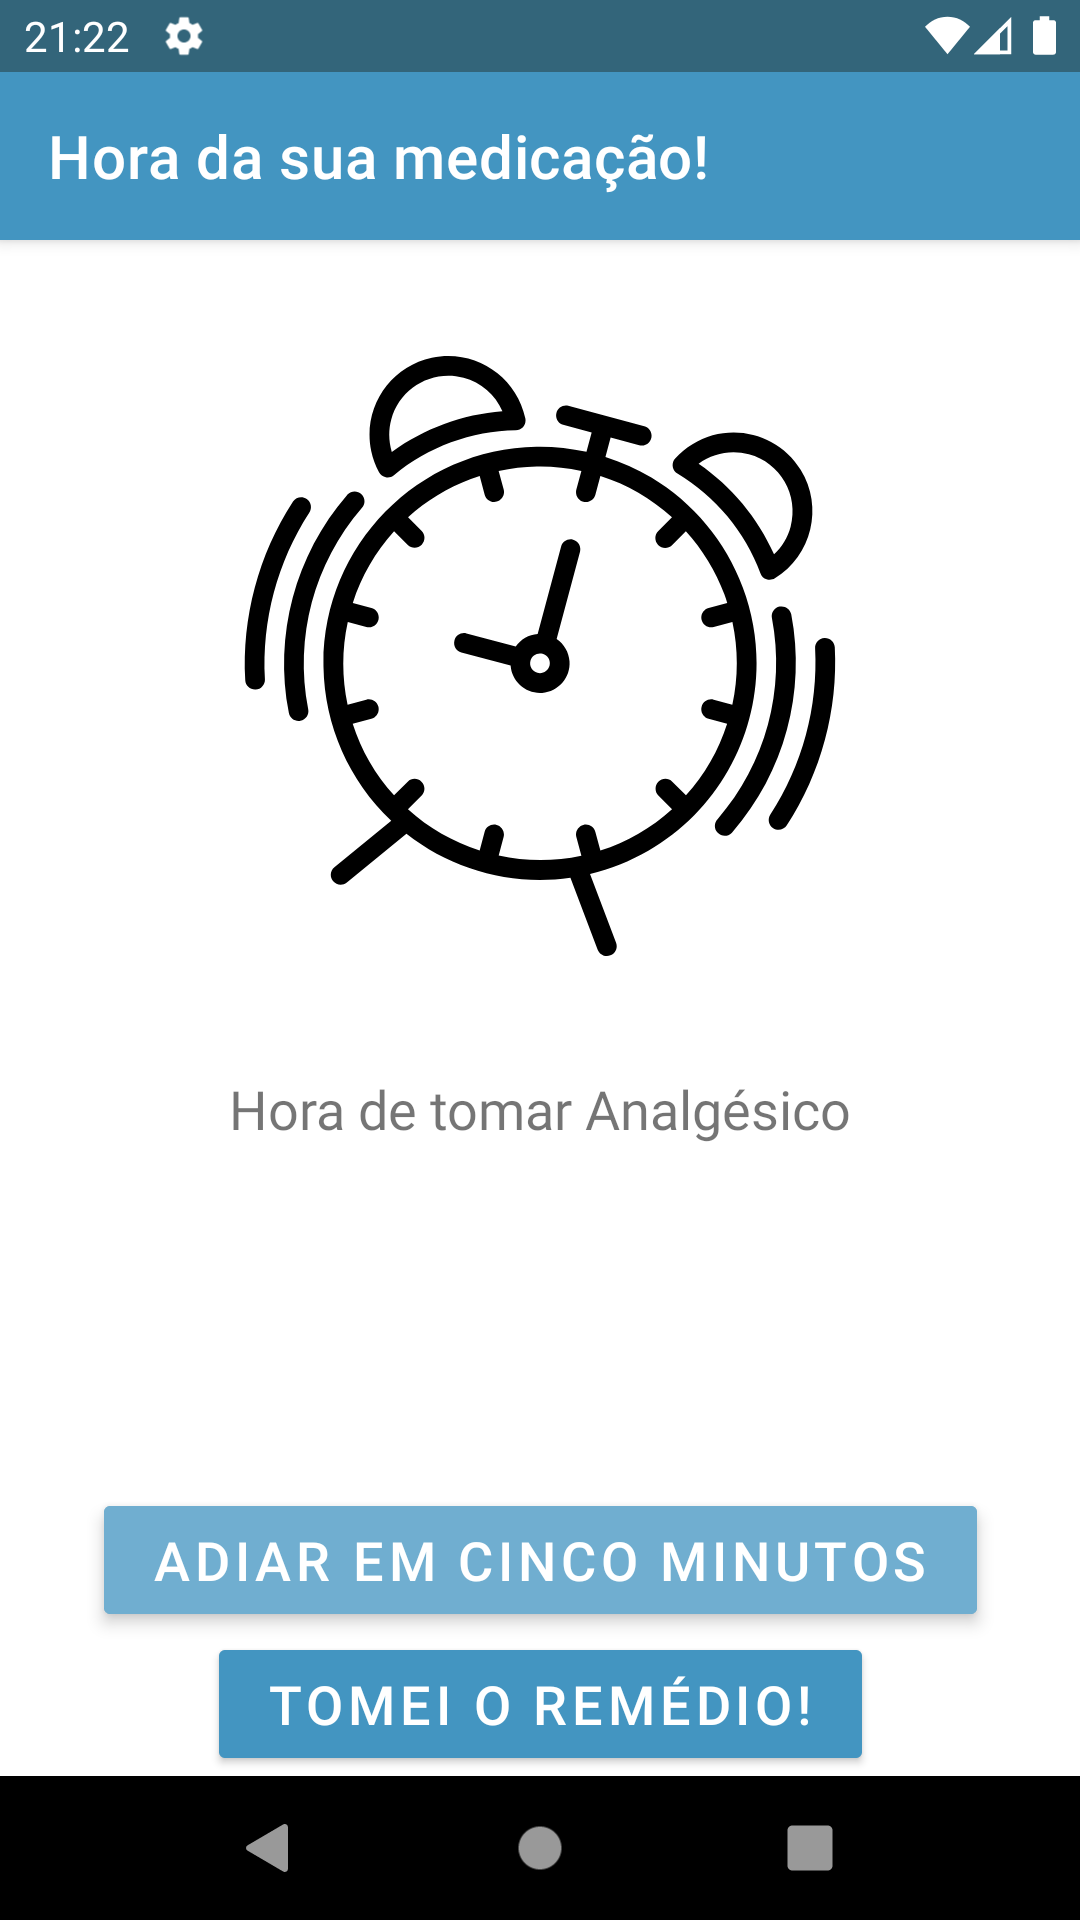 21:22
Hora da sua medicação!
Hora de tomar Analgésico
ADIAR EM CINCO MINUTOS
TOMEI O REMÉDIO!